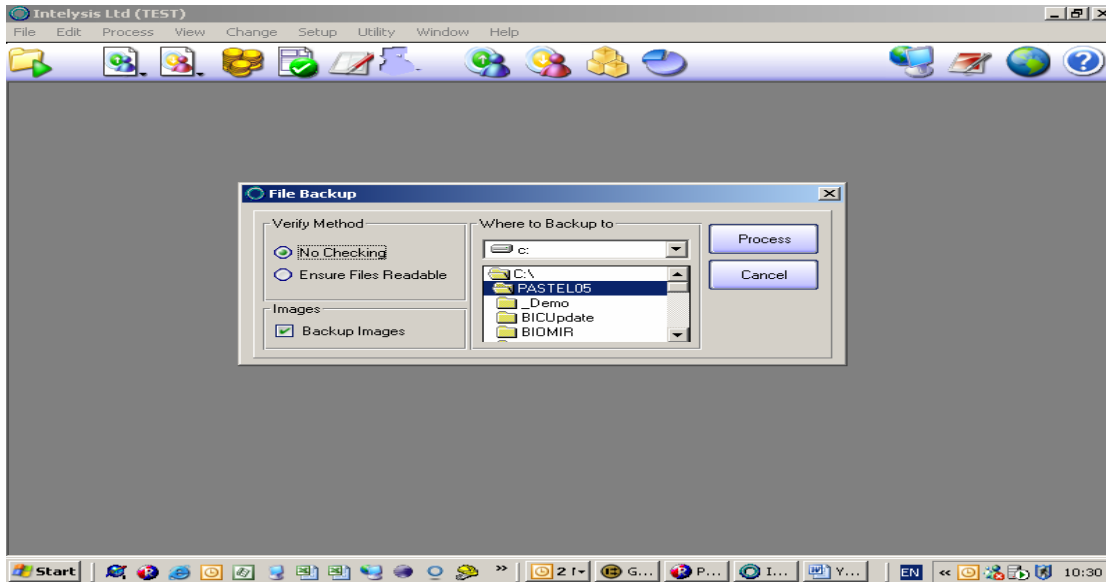 Intelysis Ltd (TEST)
File Edit Process View Change Setup Utility Window Help
File Backup
Verify Method
No Checking
Ensure Files Readable
Images
Backup Images
Where to Backup to
c:
C:\
PASTEL05
_Demo
BICUpdate
BIOMIR
Process
Cancel
Start » 2 G... P... I... Y... EN « 10:30